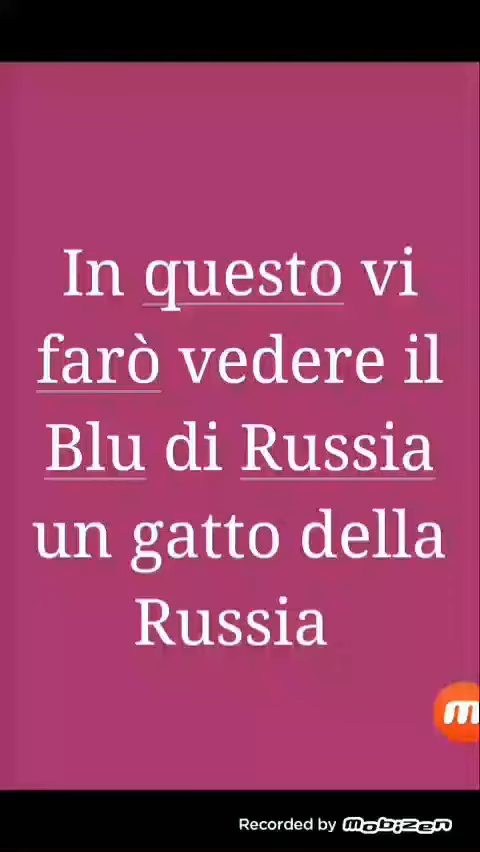 In questo vi
farò vedere il
Blu di Russia
un gatto della
Russia
m
Recorded by mobizen